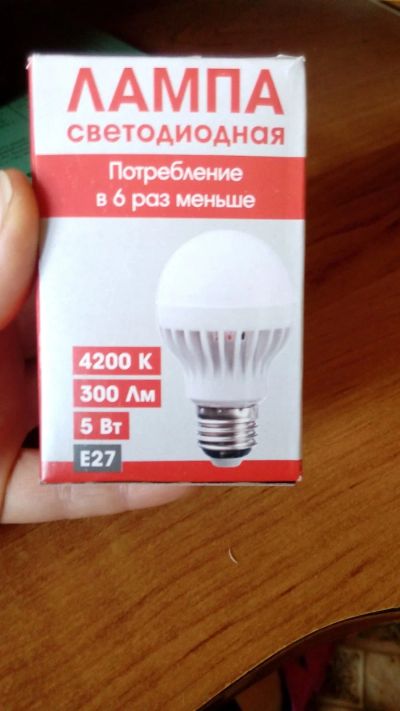 ЛАМПА
светодиодная
Потребление
в 6 раз меньше
4200 К
300 Лм
5 Вт
E27